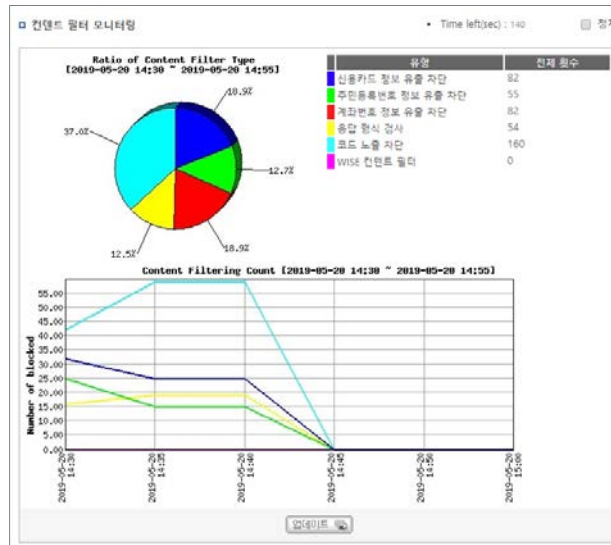 컨텐트 필터 모니터링
• Time left(sec) : 140
정지
Ratio of Content Filter Type
[2019-05-20 14:30 ~ 2019-05-20 14:55]
18.9%
37.0%
12.7%
12.5%
18.9%
유형 전체 횟수
신용카드 정보 유출 차단 82
주민등록번호 정보 유출 차단 55
계좌번호 정보 유출 차단 82
응답 형식 검사 54
코드 노출 차단 160
WISE 컨텐트 필터 0
Content Filtering Count [2019-05-20 14:30 ~ 2019-05-20 14:55]
Number of blocked
55.00
50.00
45.00
40.00
35.00
30.00
25.00
20.00
15.00
10.00
5.00
0.00
2019-05-20 14:30
2019-05-20 14:35
2019-05-20 14:40
2019-05-20 14:45
2019-05-20 14:50
2019-05-20 15:00
업데이트